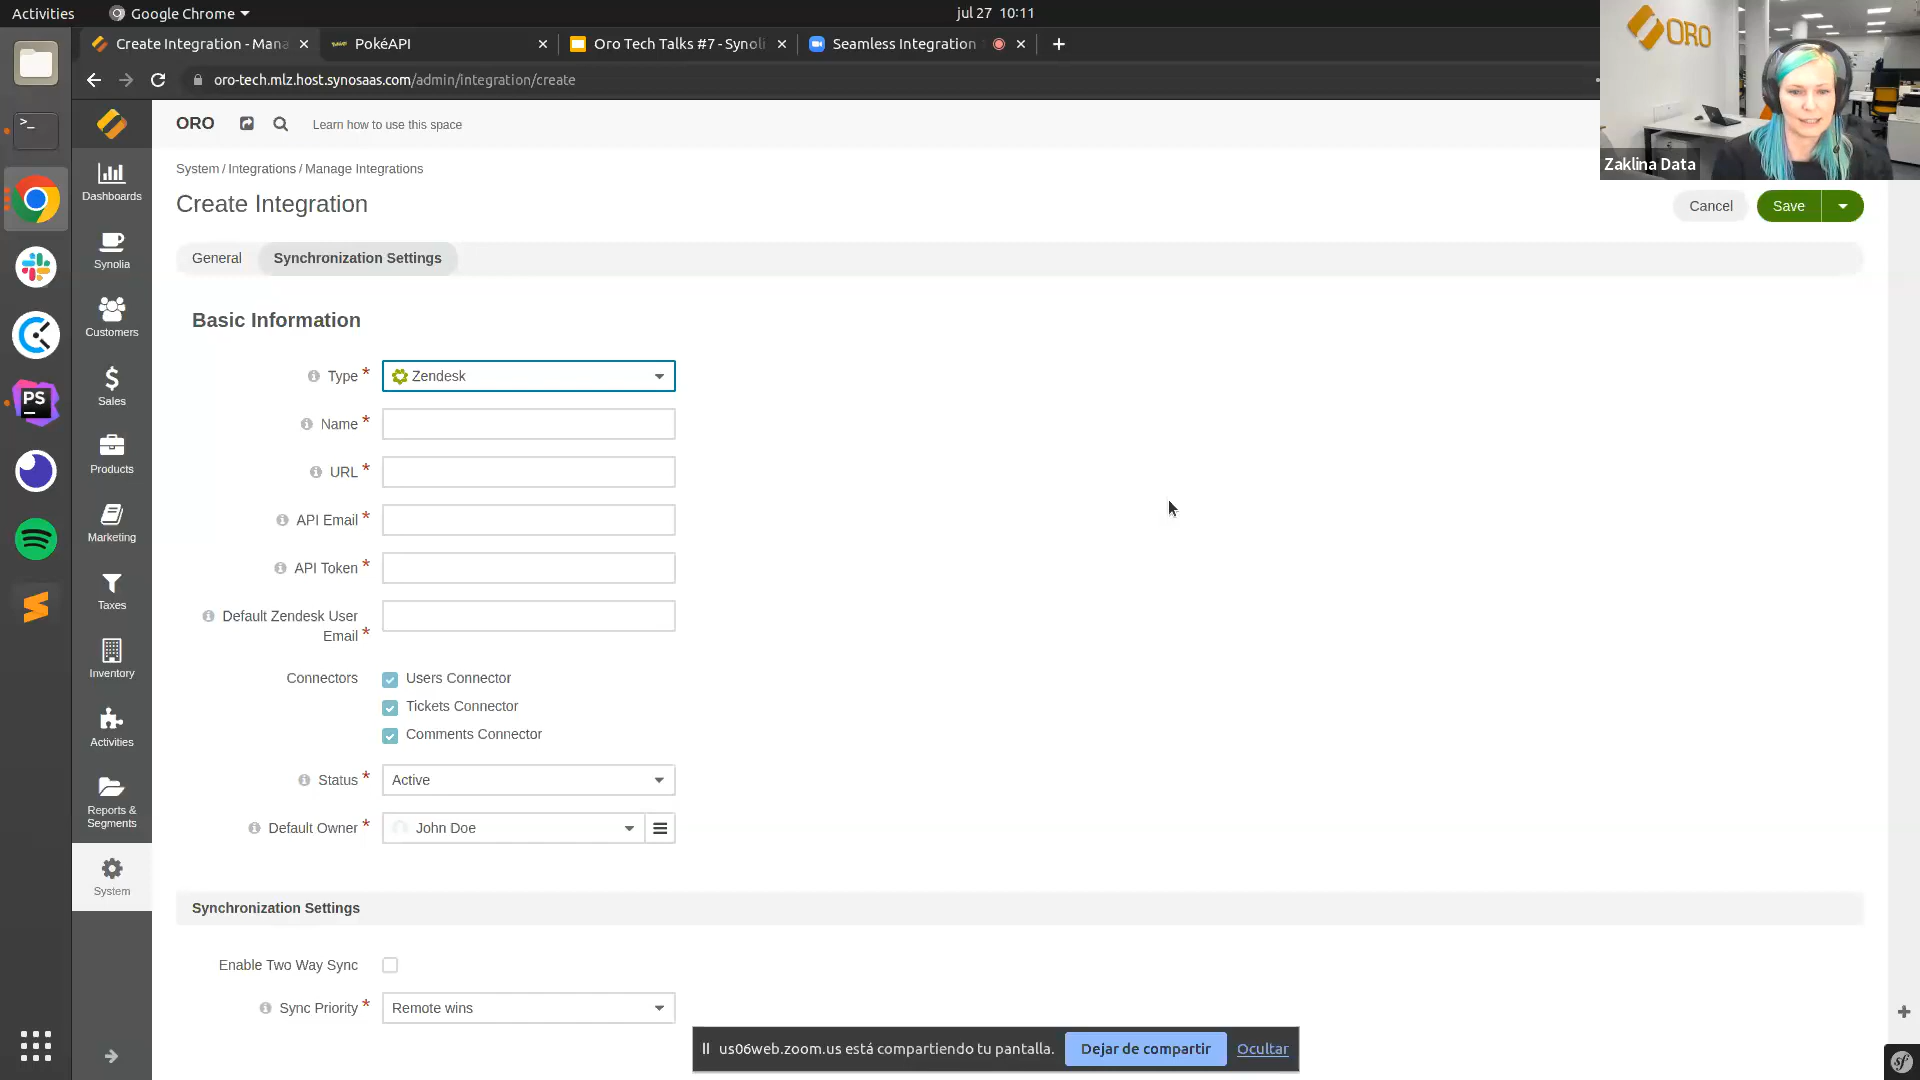 Activities
Google Chrome
jul 27 10:11
Create Integration - Mana
PokéAPI
Oro Tech Talks #7 - Synoli
Seamless Integration
oro-tech.mlz.host.synosaas.com/admin/integration/create
ORO
Zaklina Data
ORO
Learn how to use this space
System / Integrations / Manage Integrations
Create Integration
Cancel
Save
General
Synchronization Settings
Dashboards
Synolia
Customers
Sales
Products
Marketing
Taxes
Inventory
Activities
Reports &
Segments
System
>_
PS
Basic Information
Type *
Zendesk
Name *
URL *
API Email *
API Token *
Default Zendesk User
Email *
Connectors
Users Connector
Tickets Connector
Comments Connector
Status *
Active
Default Owner *
John Doe
Synchronization Settings
Enable Two Way Sync
Sync Priority *
Remote wins
us06web.zoom.us está compartiendo tu pantalla.
Dejar de compartir
Ocultar
sf